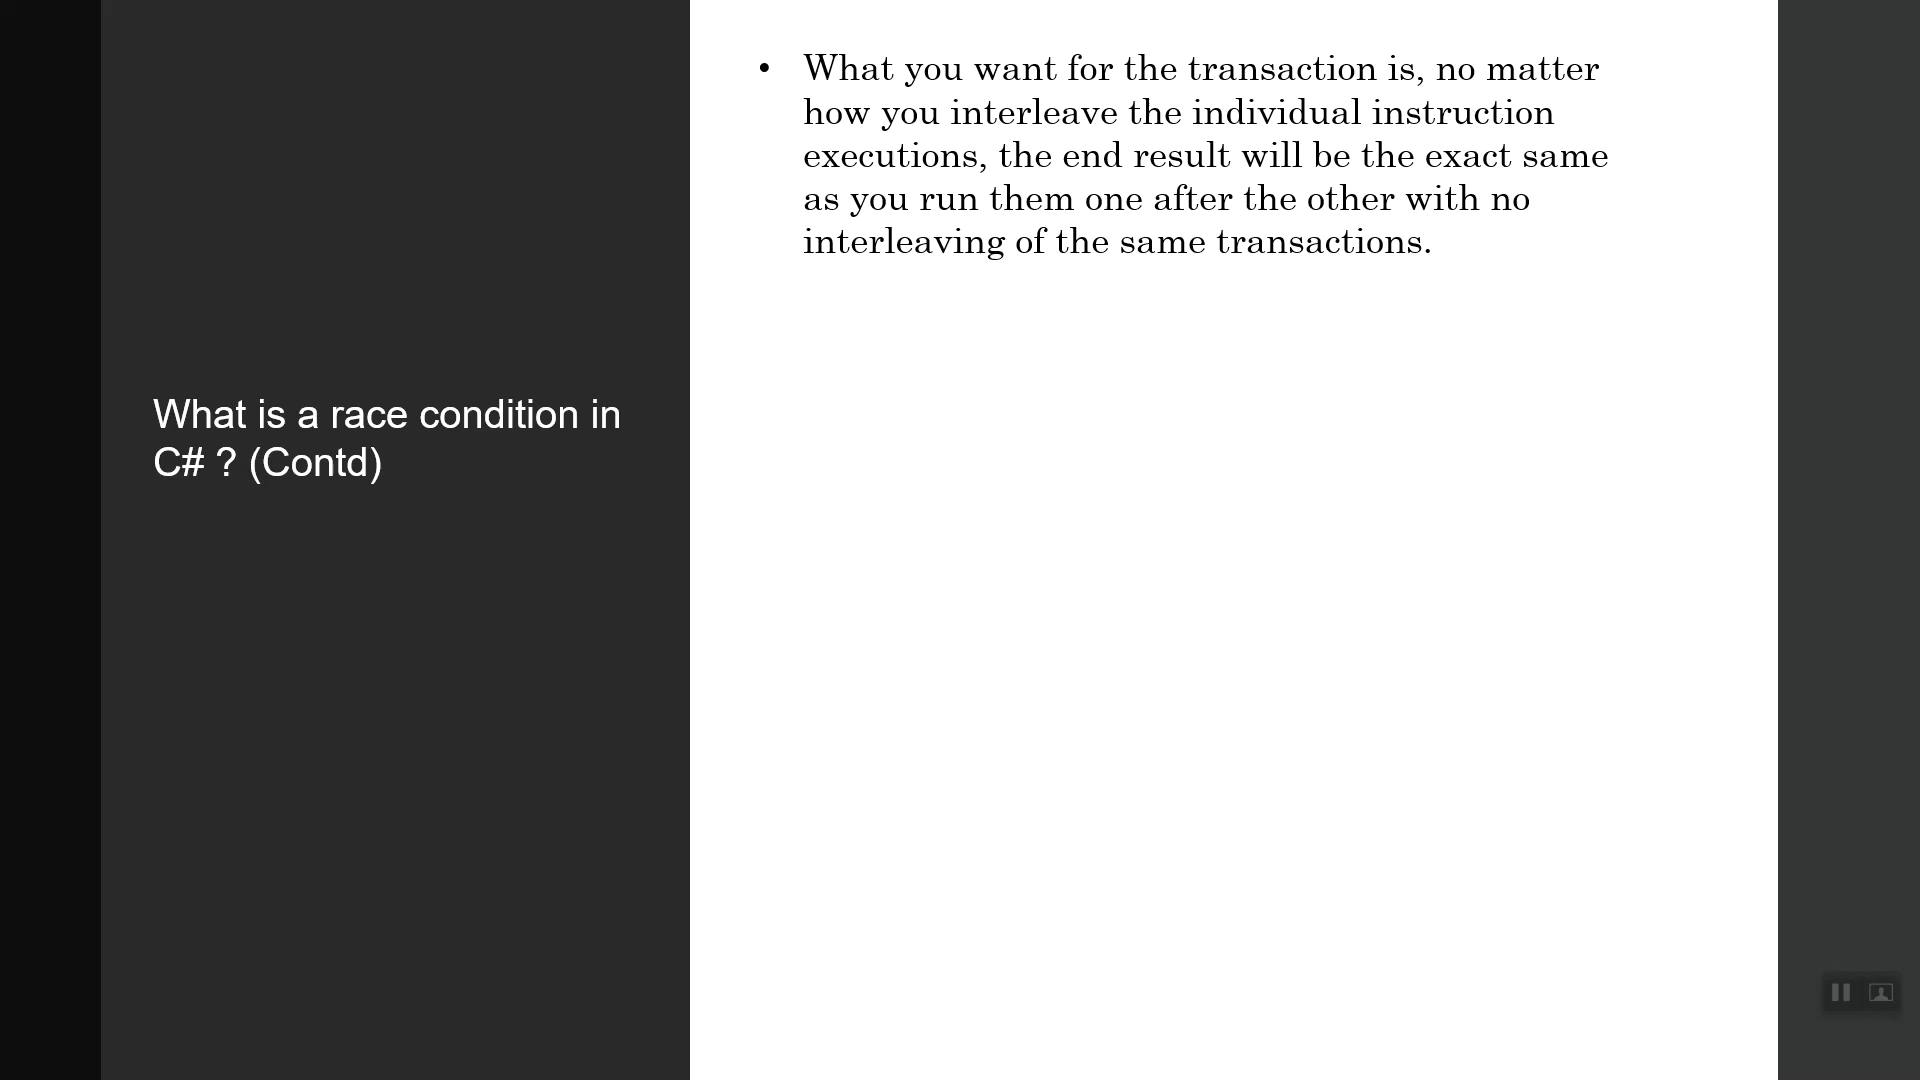 What is a race condition in
C# ? (Contd)
• What you want for the transaction is, no matter
how you interleave the individual instruction
executions, the end result will be the exact same
as you run them one after the other with no
interleaving of the same transactions.